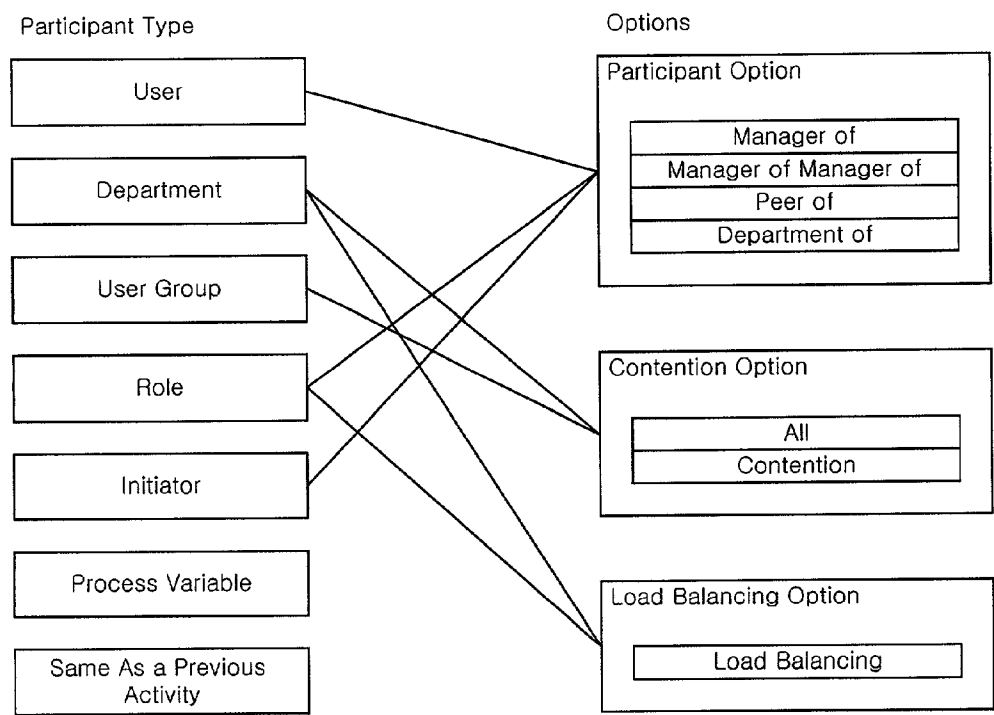 Participant Type
User
Department
User Group
Role
Initiator
Process Variable
Same As a Previous
Activity
Options
Participant Option
Manager of
Manager of Manager of
Peer of
Department of
Contention Option
All
Contention
Load Balancing Option
Load Balancing